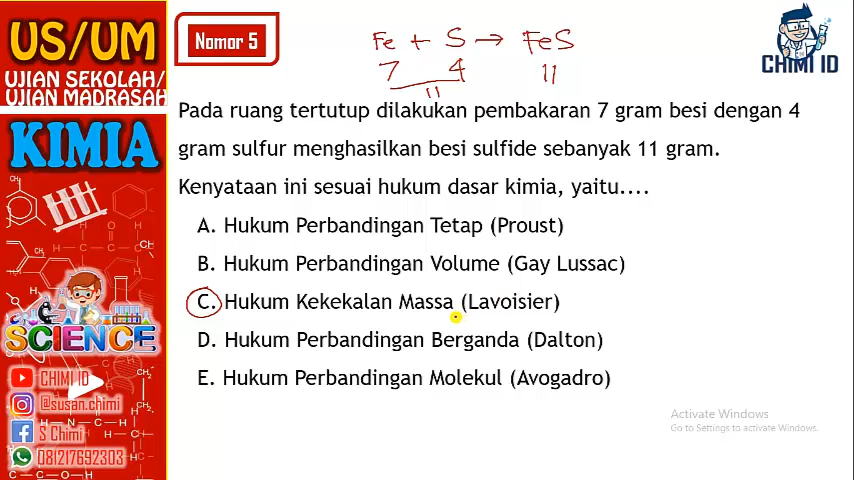 US/UM
UJIAN SEKOLAH/
UJIAN MADRASAH
KIMIA
SCIENCE
CHIMI ID
@susan.chimi
S Chimi
081217692303
Nomor 5
Fe + S → FeS
7 4 11
11
CHIMI ID
Pada ruang tertutup dilakukan pembakaran 7 gram besi dengan 4
gram sulfur menghasilkan besi sulfide sebanyak 11 gram.
Kenyataan ini sesuai hukum dasar kimia, yaitu....
A. Hukum Perbandingan Tetap (Proust)
B. Hukum Perbandingan Volume (Gay Lussac)
C. Hukum Kekekalan Massa (Lavoisier)
D. Hukum Perbandingan Berganda (Dalton)
E. Hukum Perbandingan Molekul (Avogadro)
Activate Windows
Go to Settings to activate Windows.